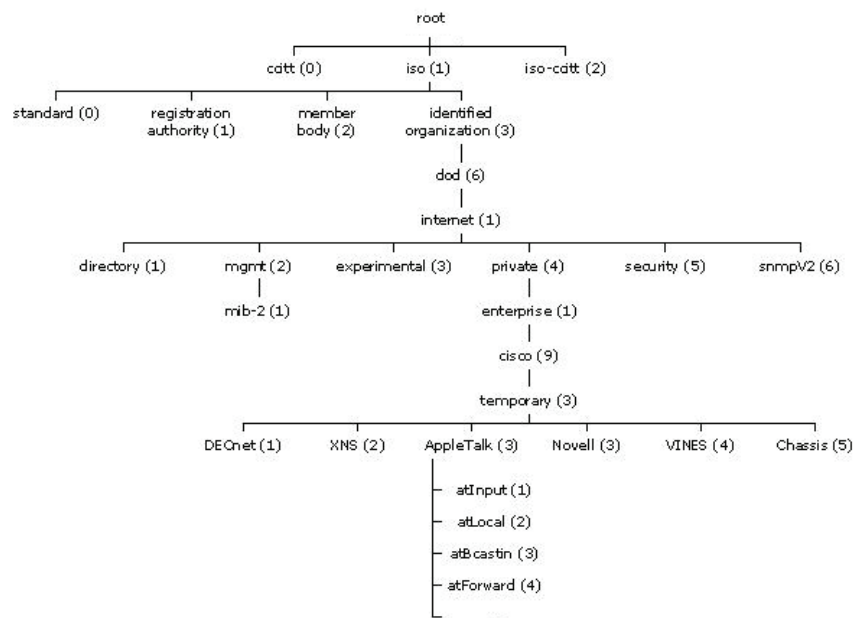 root
ccitt (0)
iso (1)
iso-ccitt (2)
standard (0)
registration
authority (1)
member
body (2)
identified
organization (3)
dod (6)
internet (1)
directory (1)
mgmt (2)
experimental (3)
private (4)
security (5)
snmpV2 (6)
mib-2 (1)
enterprise (1)
cisco (9)
temporary (3)
DECnet (1)
XNS (2)
AppleTalk (3)
Novell (3)
VINES (4)
Chassis (5)
atInput (1)
atLocal (2)
atBcastin (3)
atForward (4)